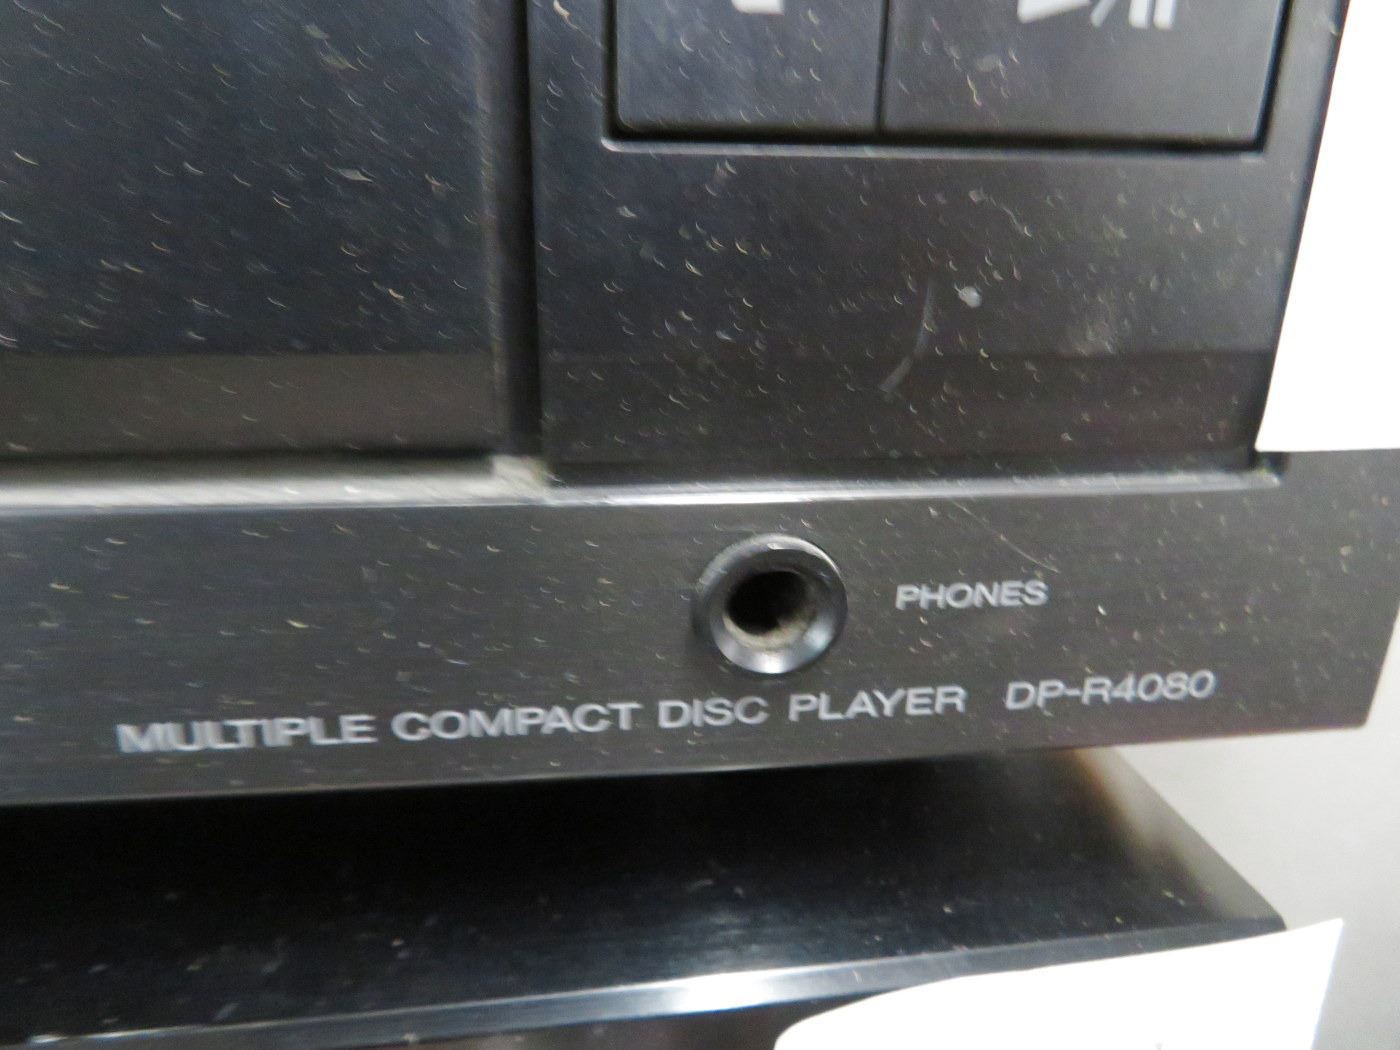 PHONES
MULTIPLE COMPACT DISC PLAYER DP-R4080